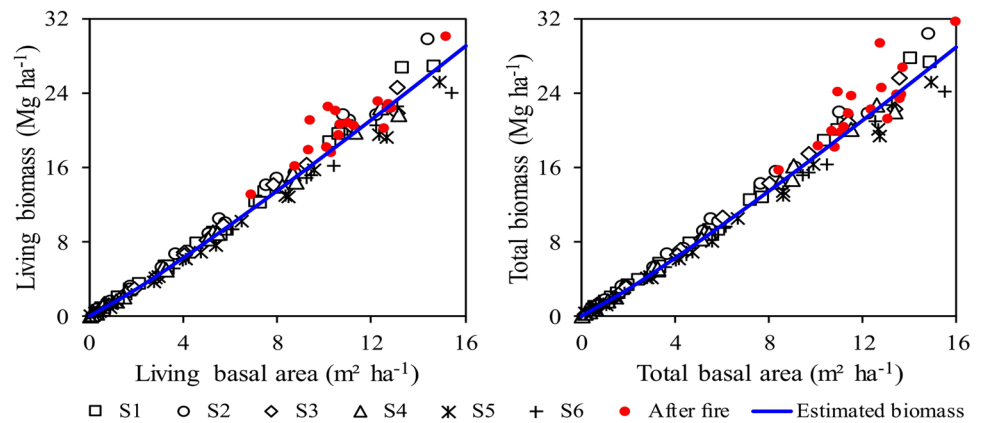 32
24
16
8
0
Living biomass (Mg ha⁻¹)
0 4 8 12 16
Living basal area (m² ha⁻¹)
32
24
16
8
0
Total biomass (Mg ha⁻¹)
0 4 8 12 16
Total basal area (m² ha⁻¹)
S1 S2 S3 S4 S5 S6 After fire Estimated biomass